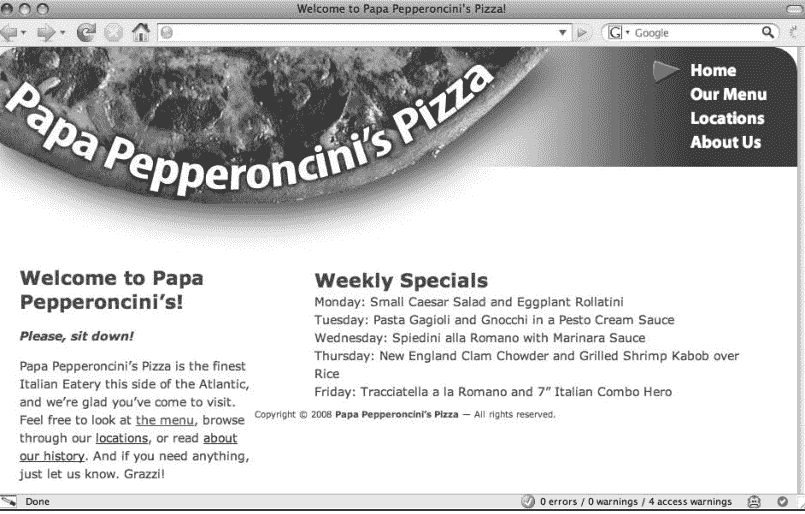 Welcome to Papa Pepperoncini's Pizza!
G Google
Papa Pepperoncini's Pizza
Home
Our Menu
Locations
About Us
Welcome to Papa
Pepperoncini's!
Please, sit down!
Papa Pepperoncini's Pizza is the finest
Italian Eatery this side of the Atlantic,
and we're glad you've come to visit.
Feel free to look at the menu, browse
through our locations, or read about
our history. And if you need anything,
just let us know. Grazzi!
Weekly Specials
Monday: Small Caesar Salad and Eggplant Rollatini
Tuesday: Pasta Gagioli and Gnocchi in a Pesto Cream Sauce
Wednesday: Spiedini alla Romano with Marinara Sauce
Thursday: New England Clam Chowder and Grilled Shrimp Kabob over
Rice
Friday: Tracciatella a la Romano and 7" Italian Combo Hero
Copyright © 2008 Papa Pepperoncini's Pizza — All rights reserved.
Done
0 errors / 0 warnings / 4 access warnings